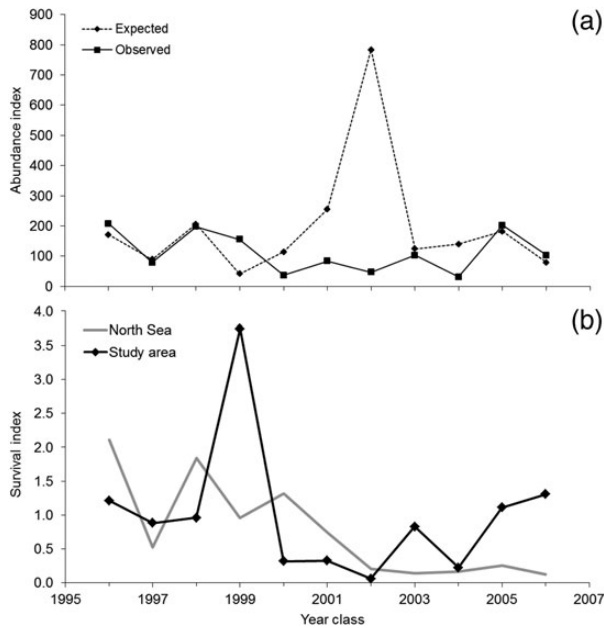 (a)
Expected
Observed
Abundance index
900
800
700
600
500
400
300
200
100
0
(b)
North Sea
Study area
Survival index
4.0
3.5
3.0
2.5
2.0
1.5
1.0
0.5
0.0
1995 1997 1999 2001 2003 2005 2007
Year class